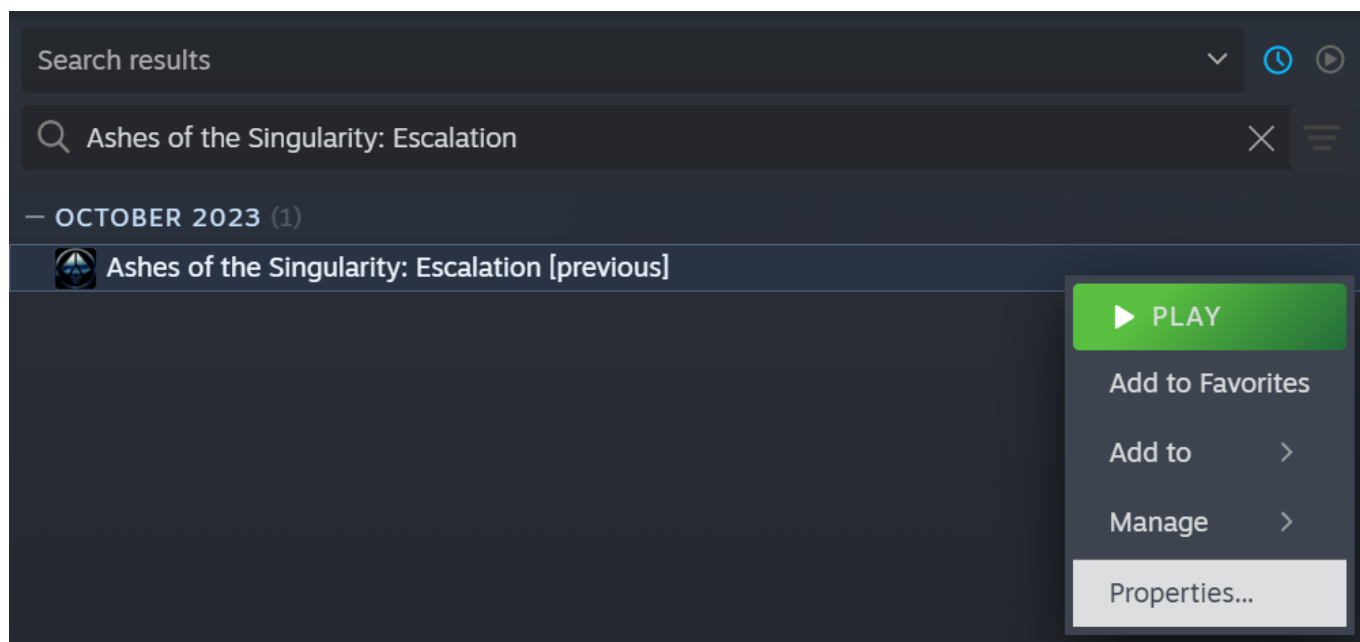 Search results
Ashes of the Singularity: Escalation
OCTOBER 2023 (1)
Ashes of the Singularity: Escalation [previous]
PLAY
Add to Favorites
Add to
Manage
Properties...